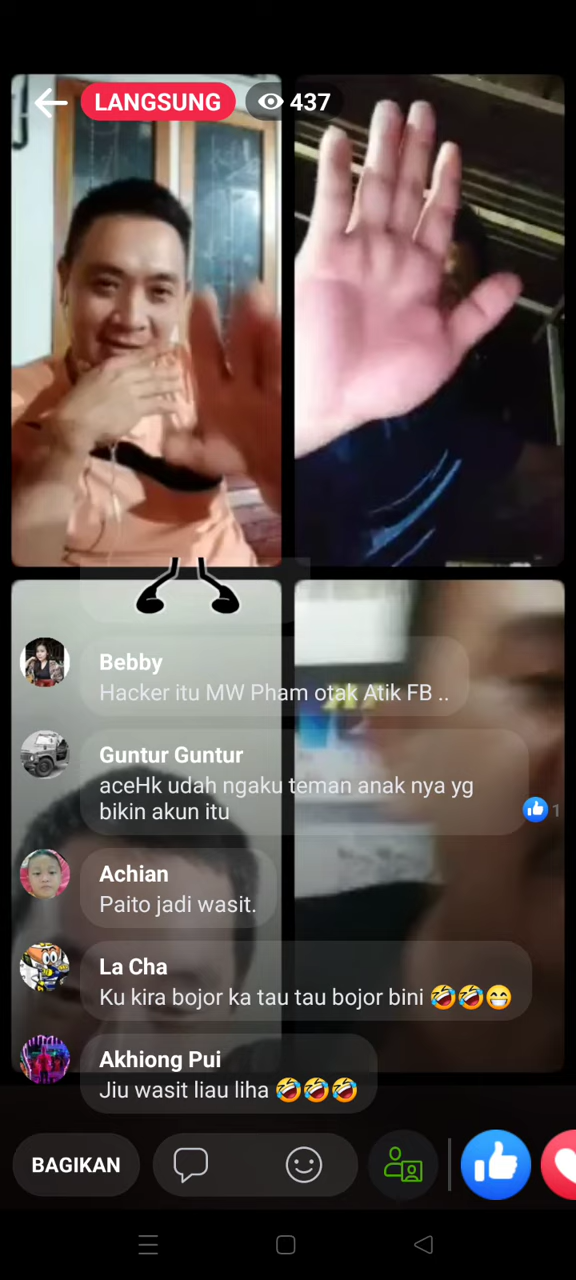 LANGSUNG
437
Bebby
Hacker itu MW Pham otak Atik FB ..
Guntur Guntur
aceHk udah ngaku teman anak nya yg
bikin akun itu
1
Achian
Paito jadi wasit.
La Cha
Ku kira bojor ka tau tau bojor bini 🤣🤣😁
Akhiong Pui
Jiu wasit liau liha 🤣🤣🤣
BAGIKAN